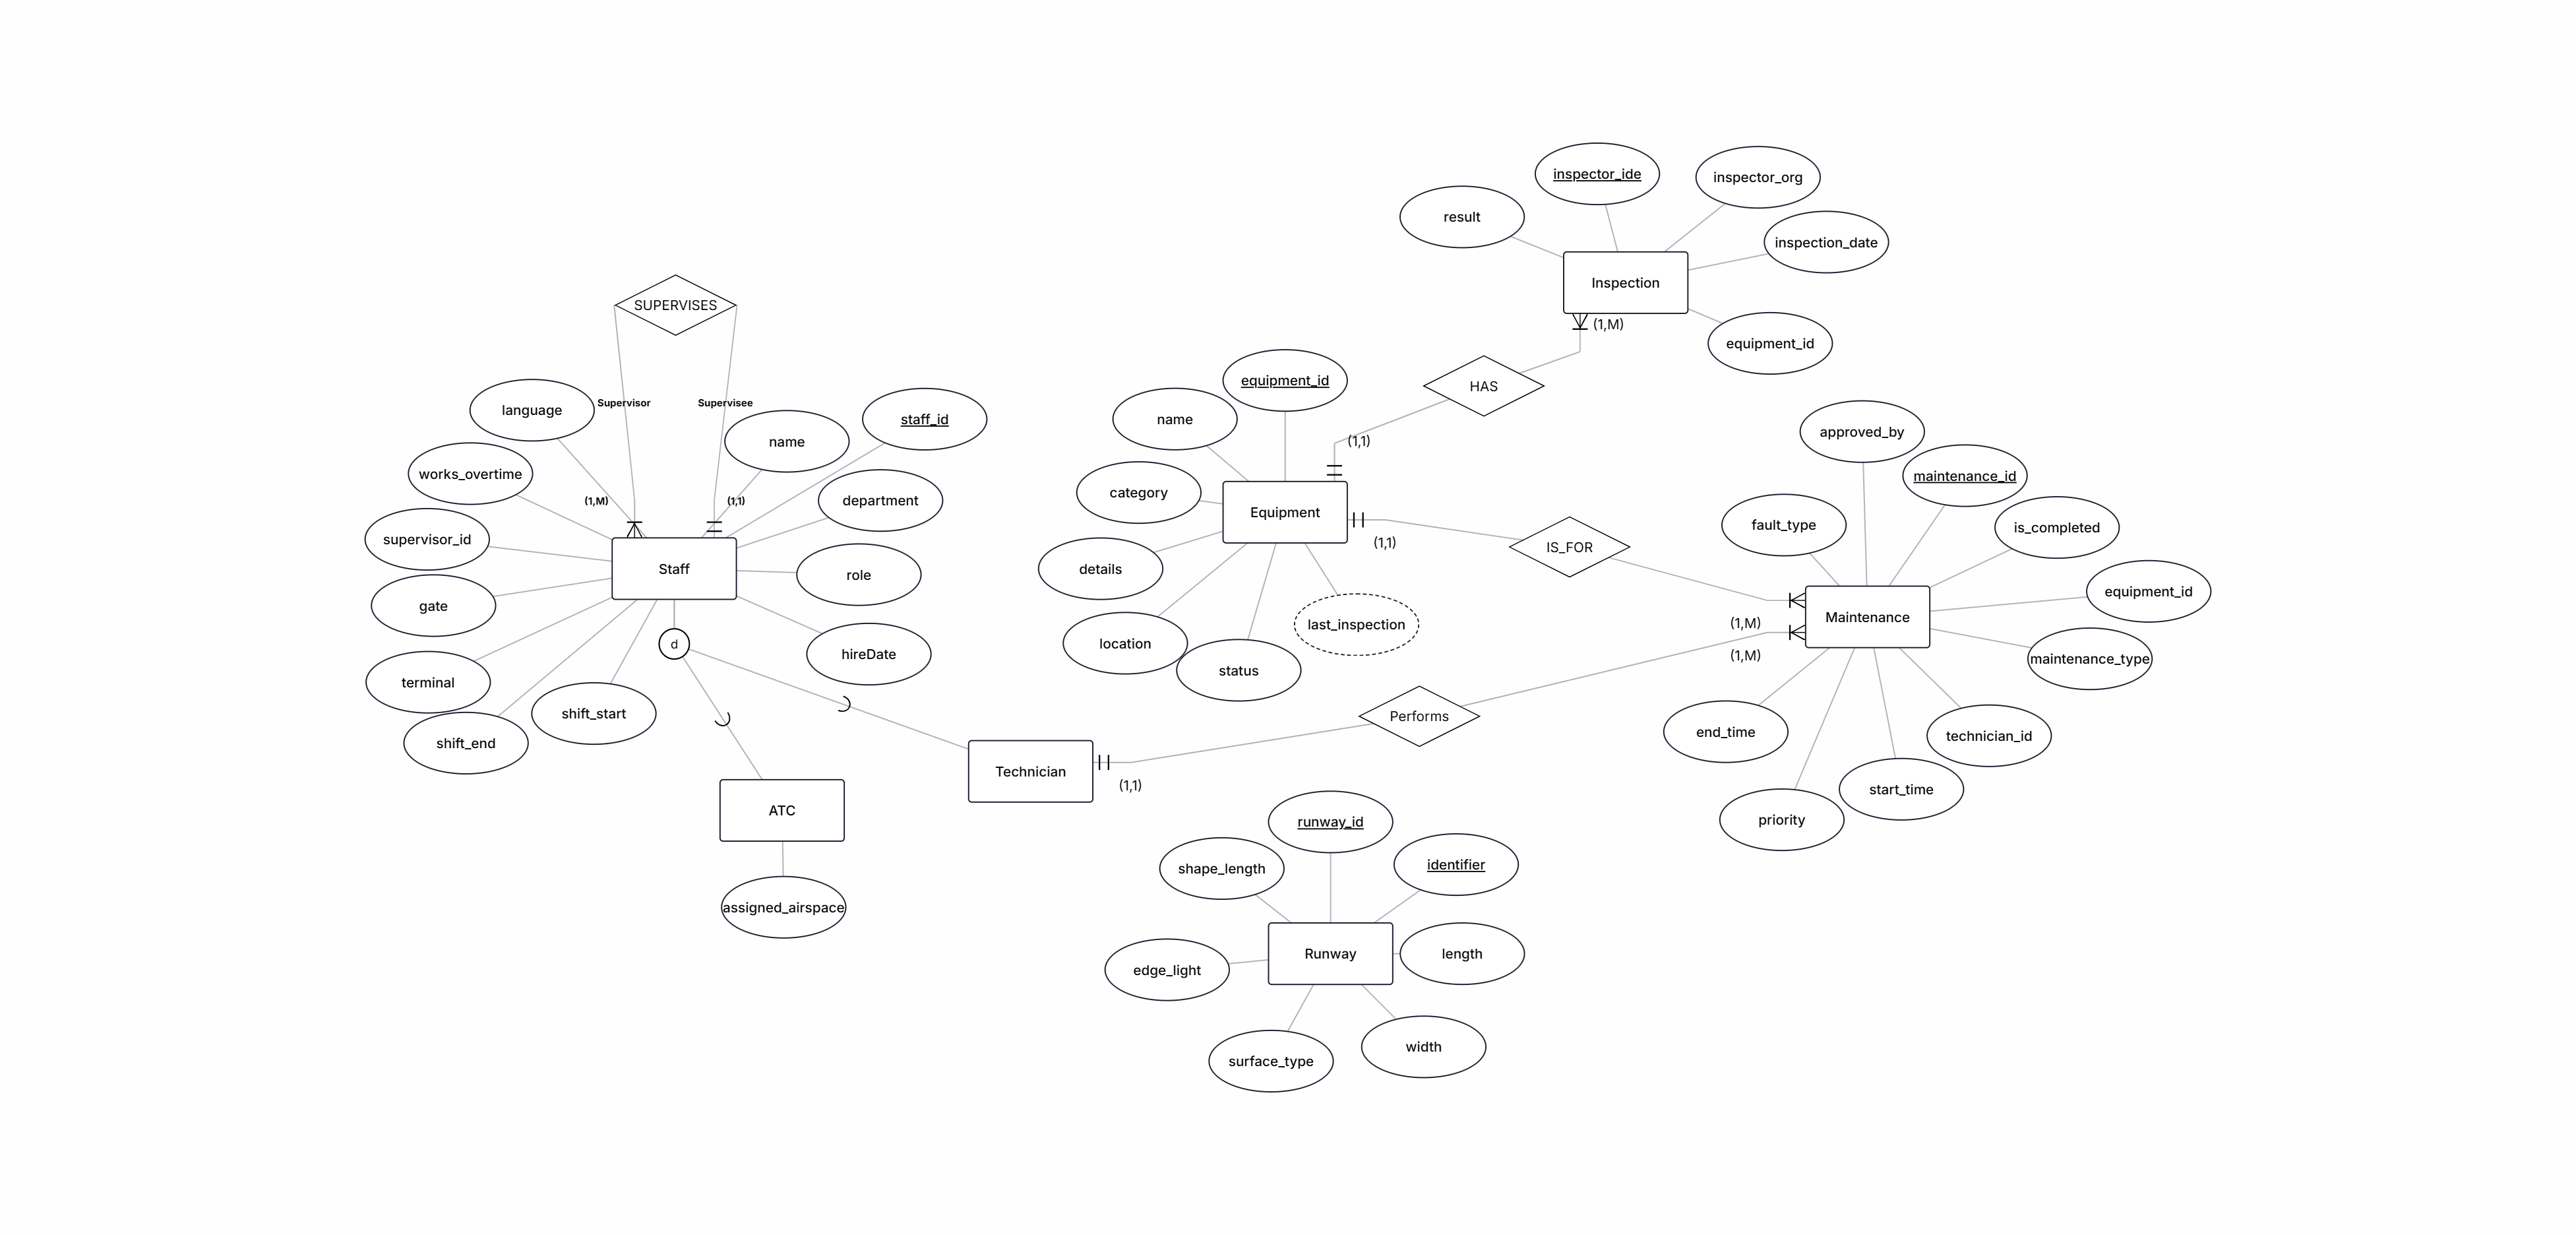 inspector_ide
inspector_org
result
inspection_date
Inspection
(1,M)
equipment_id
SUPERVISES
HAS
language
Supervisor
Supervisee
name
staff_id
works_overtime
(1,M)
(1,1)
department
supervisor_id
Staff
role
gate
d
hireDate
terminal
shift_start
shift_end
ATC
assigned_airspace
equipment_id
name
(1,1)
category
Equipment
(1,1)
details
location
status
last_inspection
IS_FOR
approved_by
maintenance_id
fault_type
is_completed
equipment_id
Maintenance
(1,M)
(1,M)
maintenance_type
end_time
technician_id
start_time
priority
Performs
Technician
(1,1)
runway_id
shape_length
identifier
Runway
length
edge_light
width
surface_type